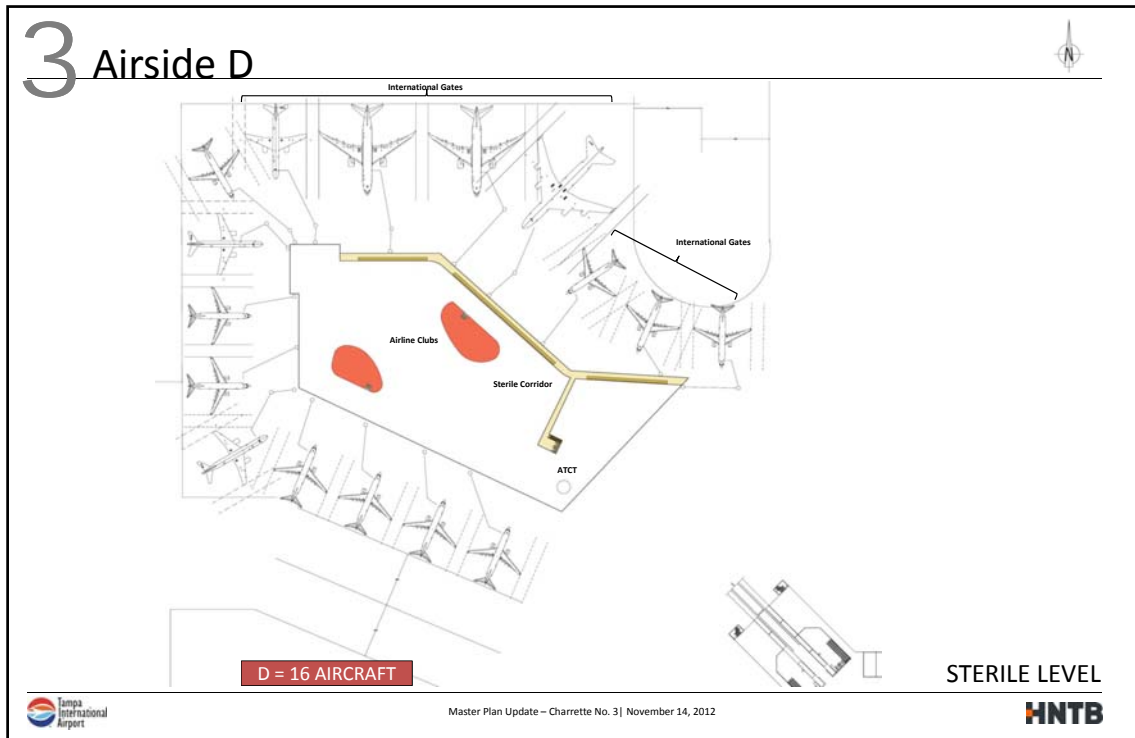 3 Airside D
N
International Gates
International Gates
Airline Clubs
Sterile Corridor
ATCT
D = 16 AIRCRAFT
STERILE LEVEL
Tampa
International
Airport
Master Plan Update – Charrette No. 3| November 14, 2012
HNTB